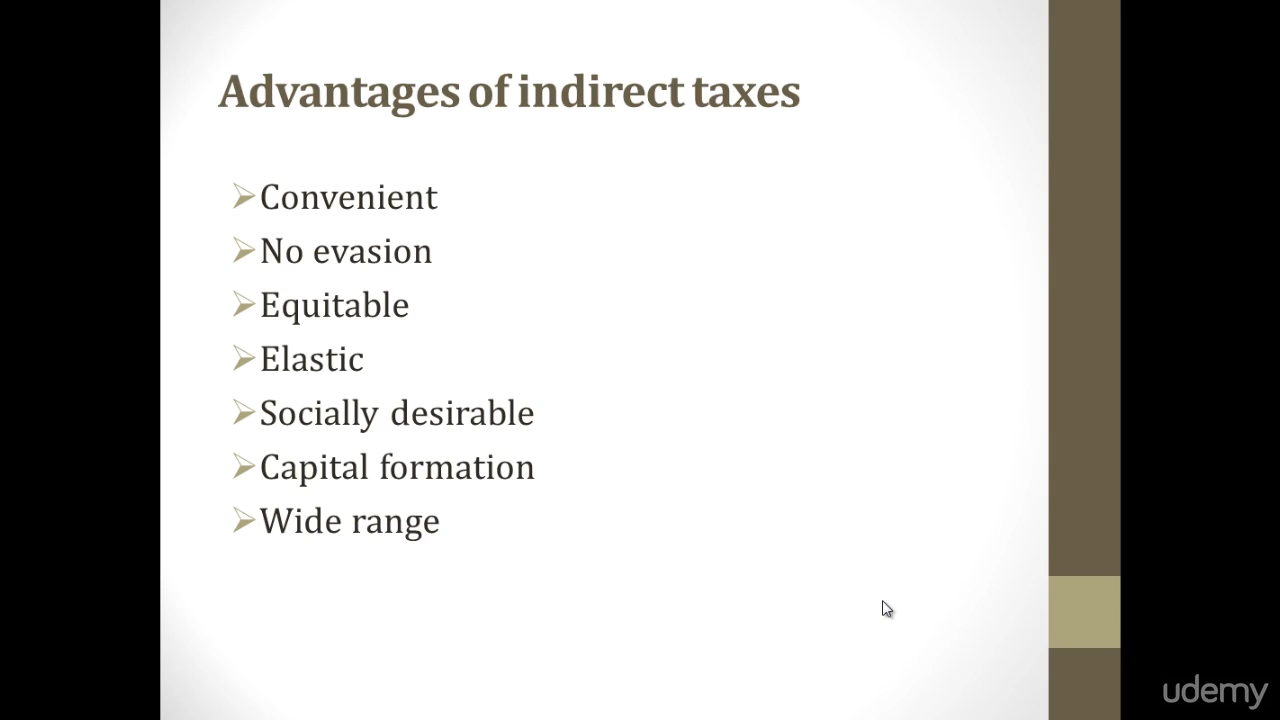 Advantages of indirect taxes
Convenient
No evasion
Equitable
Elastic
Socially desirable
Capital formation
Wide range
udemy